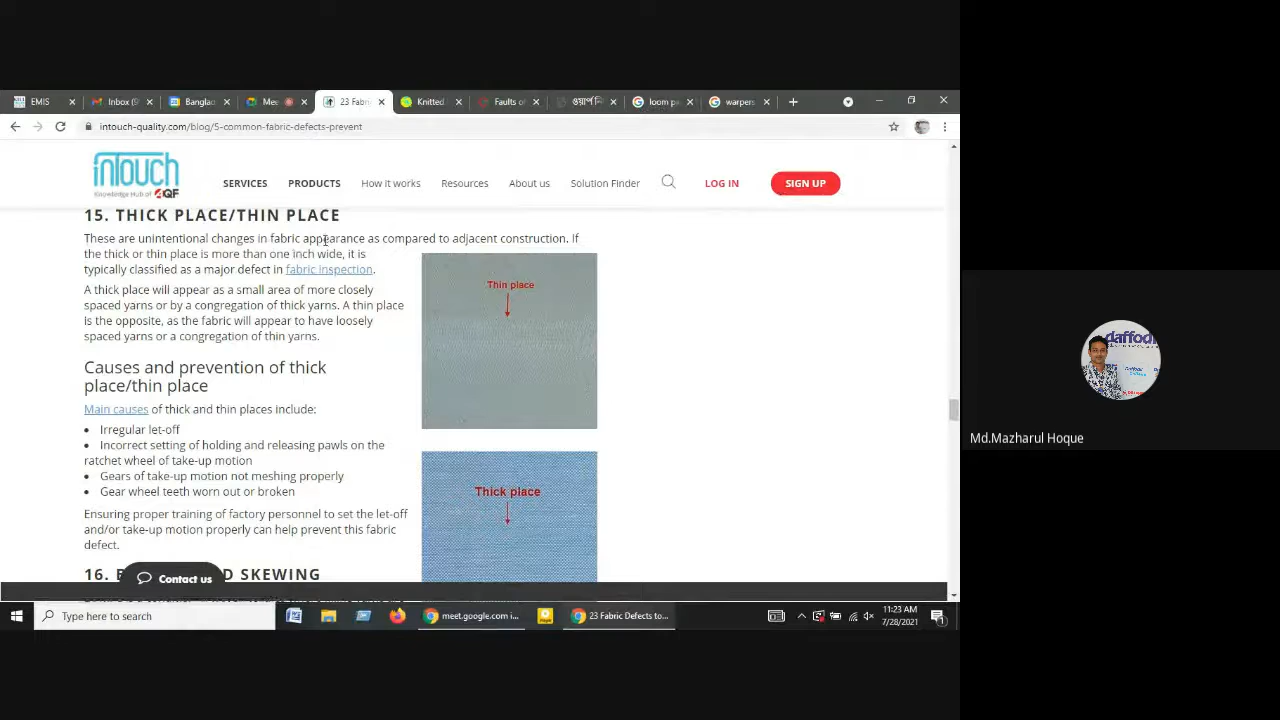 EMIS
Inbox (
Banglad
Mee
23 Fabri
Knitted
Faults o
ওয়ার্প নি
loom pa
warpers
intouch-quality.com/blog/5-common-fabric-defects-prevent
inTouch
Knowledge Hub of AQF
SERVICES
PRODUCTS
How it works
Resources
About us
Solution Finder
LOG IN
SIGN UP
15. THICK PLACE/THIN PLACE
These are unintentional changes in fabric appearance as compared to adjacent construction. If
the thick or thin place is more than one inch wide, it is
typically classified as a major defect in fabric inspection.
A thick place will appear as a small area of more closely
spaced yarns or by a congregation of thick yarns. A thin place
is the opposite, as the fabric will appear to have loosely
spaced yarns or a congregation of thin yarns.
Thin place
Causes and prevention of thick
place/thin place
Main causes of thick and thin places include:
• Irregular let-off
• Incorrect setting of holding and releasing pawls on the
ratchet wheel of take-up motion
• Gears of take-up motion not meshing properly
• Gear wheel teeth worn out or broken
Thick place
Ensuring proper training of factory personnel to set the let-off
and/or take-up motion properly can help prevent this fabric
defect.
16. D SKEWING
Contact us
Type here to search
meet.google.com i...
23 Fabric Defects to...
11:23 AM
7/28/2021
daffodil
Md.Mazharul Hoque